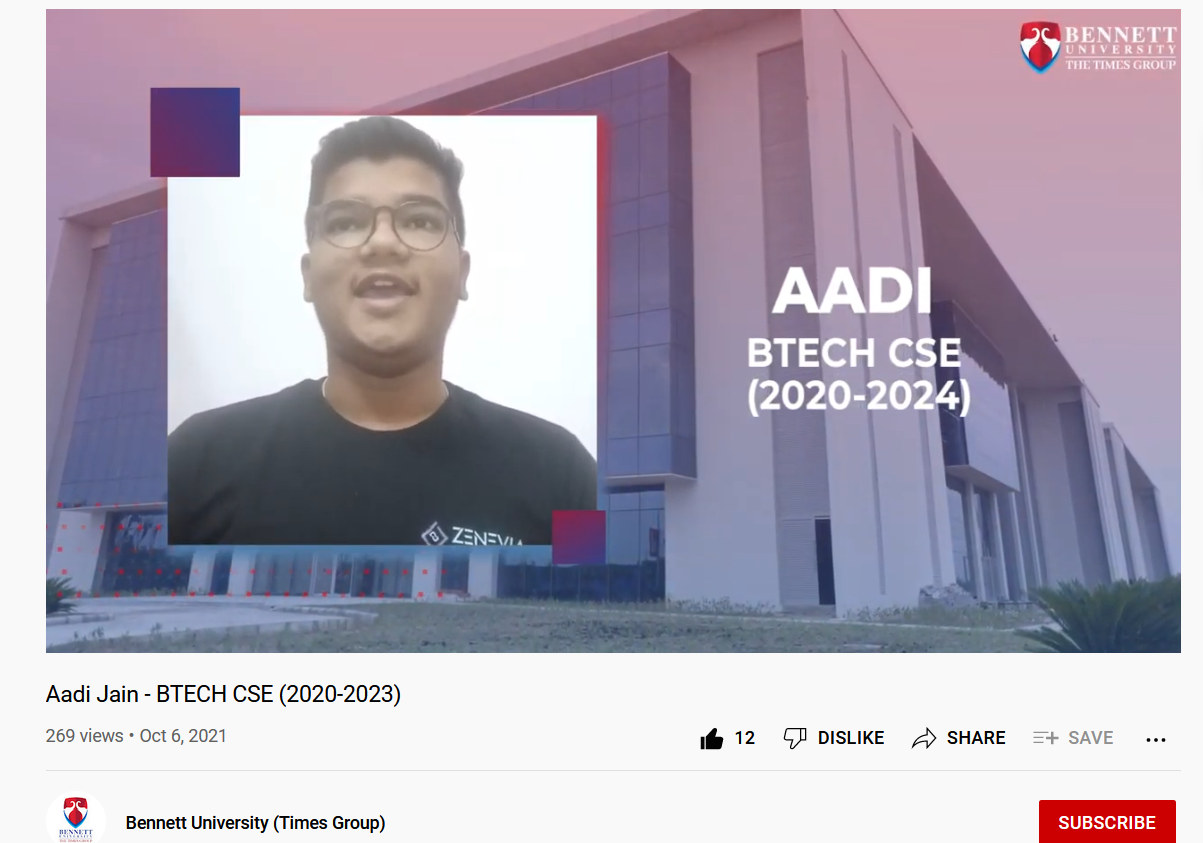 BENNETT
UNIVERSITY
THE TIMES GROUP
AADI
BTECH CSE
(2020-2024)
Aadi Jain - BTECH CSE (2020-2023)
269 views • Oct 6, 2021
12 DISLIKE SHARE SAVE
BENNETT
UNIVERSITY
THE TIMES GROUP
Bennett University (Times Group)
SUBSCRIBE